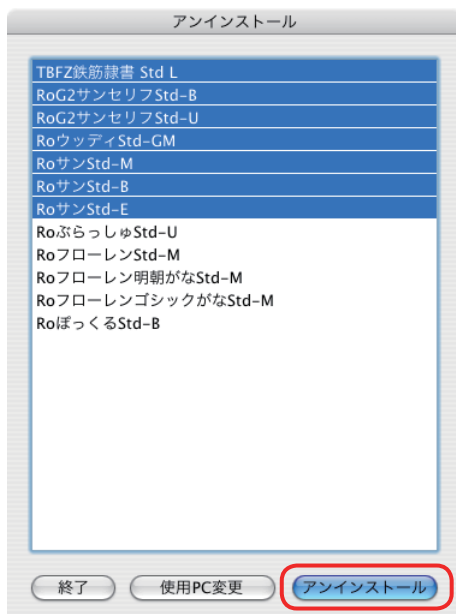 アンインストール
TBFZ鉄筋隷書 Std L
RoG2サンセリフStd-B
RoG2サンセリフStd-U
RoウッディStd-GM
RoサンStd-M
RoサンStd-B
RoサンStd-E
RoぶらっしゅStd-U
RoフローレンStd-M
Roフローレン明朝がなStd-M
RoフローレンゴシックがなStd-M
RoぽっくるStd-B
終了 使用PC変更 アンインストール